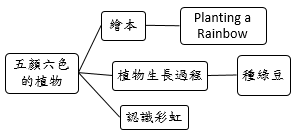 繪本
Planting a
Rainbow
五顏六色
的植物
植物生長過程
種綠豆
認識彩虹